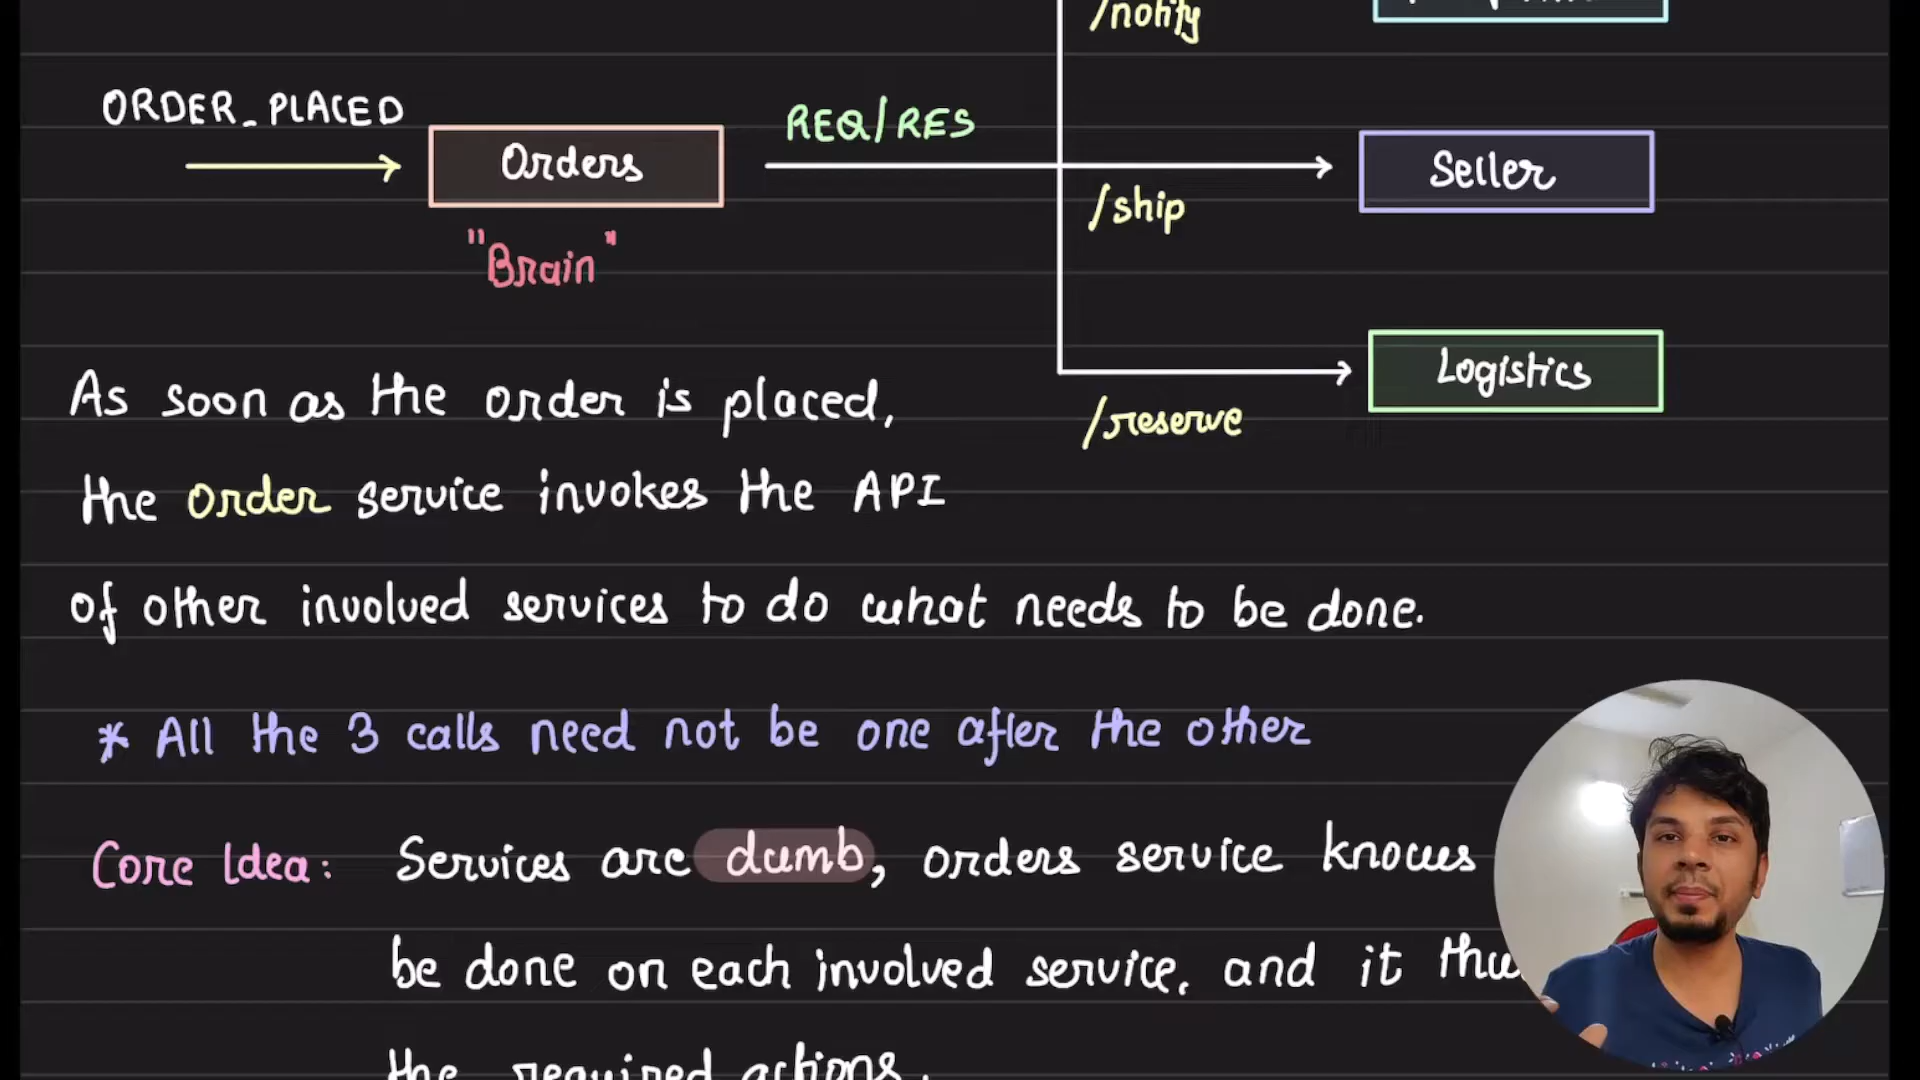 /notify
ORDER_PLACED
Orders
REQ/RES
Seller
/ship
"Brain"
Logistics
/reserve
As soon as the order is placed,
the order service invokes the API
of other involved services to do what needs to be done.
* All the 3 calls need not be one after the other
Core Idea: Services are dumb, orders service knows
be done on each involved service, and it
the required actions.